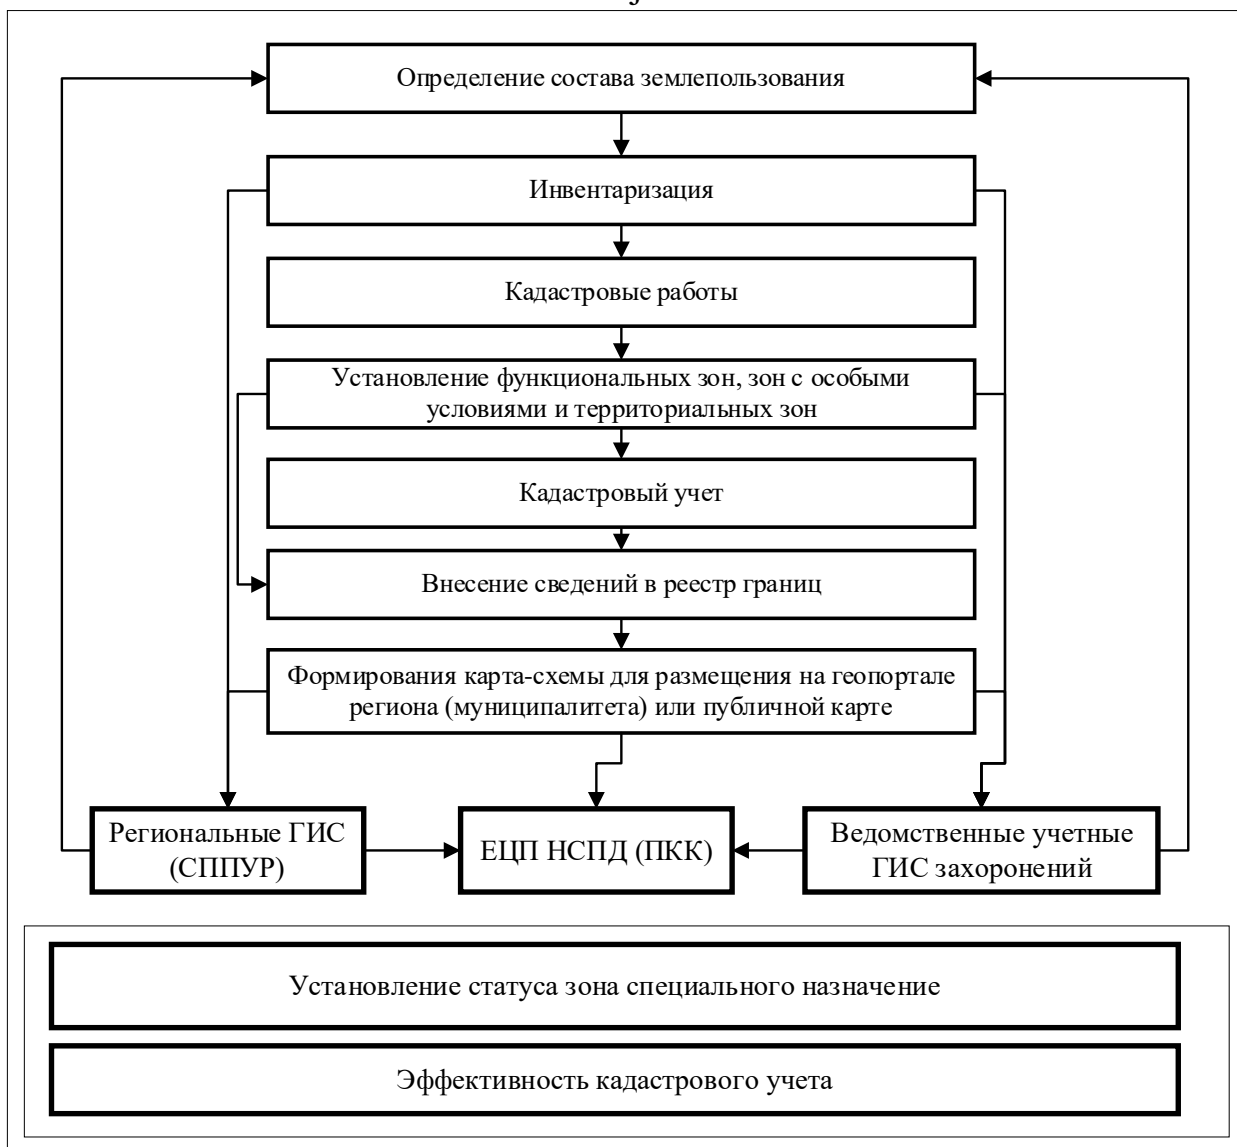 Определение состава землепользования
Инвентаризация
Кадастровые работы
Установление функциональных зон, зон с особыми
условиями и территориальных зон
Кадастровый учет
Внесение сведений в реестр границ
Формирования карта-схемы для размещения на геопортале
региона (муниципалитета) или публичной карте
Региональные ГИС
(СППУР)
ЕЦП НСПД (ПКК)
Ведомственные учетные
ГИС захоронений
Установление статуса зона специального назначение
Эффективность кадастрового учета